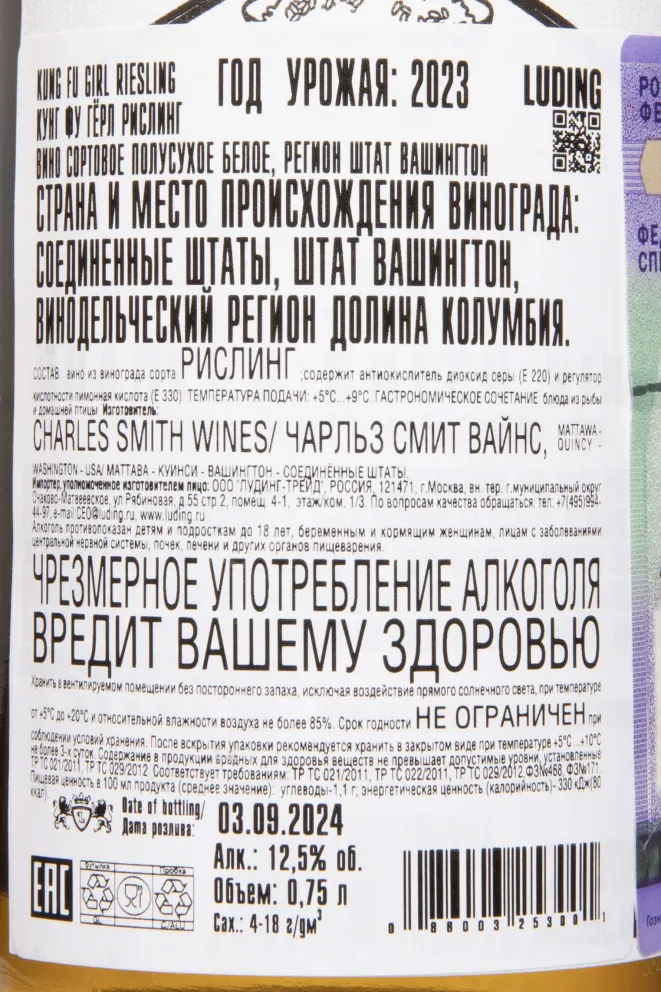 KUNG FU GIRL RIESLING
КУНГ ФУ ГЁРЛ РИСЛИНГ
ГОД УРОЖАЯ: 2023
LUDING
ВИНО СОРТОВОЕ ПОЛУСУХОЕ БЕЛОЕ, РЕГИОН ШТАТ ВАШИНГТОН
СТРАНА И МЕСТО ПРОИСХОЖДЕНИЯ ВИНОГРАДА:
СОЕДИНЕННЫЕ ШТАТЫ, ШТАТ ВАШИНГТОН,
ВИНОДЕЛЬЧЕСКИЙ РЕГИОН ДОЛИНА КОЛУМБИЯ.
СОСТАВ: вино из винограда сорта РИСЛИНГ ;содержит антиокислитель диоксид серы (Е 220) и регулятор
кислотности лимонная кислота (Е 330). ТЕМПЕРАТУРА ПОДАЧИ: +5°С...+9°С. ГАСТРОНОМИЧЕСКОЕ СОЧЕТАНИЕ: блюда из рыбы
и домашней птицы. Изготовитель:
CHARLES SMITH WINES/ ЧАРЛЬЗ СМИТ ВАЙНС, MATTAWA-
QUINCY -
WASHINGTON - USA/ МАТТАВА - КУИНСИ - ВАШИНГТОН - СОЕДИНЁННЫЕ ШТАТЫ.
Импортер, уполномоченное изготовителем лицо: ООО "ЛУДИНГ-ТРЕЙД", РОССИЯ, 121471, г.Москва, вн. тер. г.муниципальный округ
Очаково-Матвеевское, ул.Рябиновая, д.55 стр.2, помещ. 4-1, этаж/ком. 1/3. По вопросам качества обращаться: тел: +7(495)994-
44-97, e-mail CEO@luding.ru, www.luding.ru
Алкоголь противопоказан детям и подросткам до 18 лет, беременным и кормящим женщинам, лицам с заболеваниями
центральной нервной системы, почек, печени и других органов пищеварения.
ЧРЕЗМЕРНОЕ УПОТРЕБЛЕНИЕ АЛКОГОЛЯ
ВРЕДИТ ВАШЕМУ ЗДОРОВЬЮ
Хранить в вентилируемом помещении без постороннего запаха, исключая воздействие прямого солнечного света, при температуре
от +5°С до +20°С и относительной влажности воздуха не более 85%. Срок годности НЕ ОГРАНИЧЕН при
соблюдении условий хранения. После вскрытия упаковки рекомендуется хранить в закрытом виде при температуре +5°С ...+10°С
не более 3-х суток. Содержание в продукции вредных для здоровья веществ не превышает допустимые уровни, установленные
ТР ТС 021/2011, ТР ТС 029/2012. Соответствует требованиям: ТР ТС 021/2011, ТР ТС 022/2011, ТР ТС 029/2012 ФЗ№468, ФЗ№171.
Пищевая ценность в 100 мл продукта (среднее значение): углеводы-1,1 г; энергетическая ценность (калорийность)- 330 кДж(80
ккал).
Date of bottling/
Дата розлива:
03.09.2024
Алк.: 12,5% об.
Объем: 0,75 л
Сах.: 4-18 г/дм³
EAC
Бутылка
Пробка
GL
C/ALU
0 88003 25300 1
РО
ФЕ
ФЕ
СПЕ
Гозн